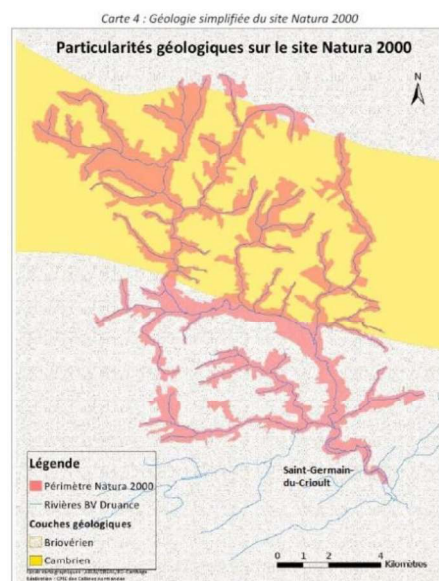 Carte 4 : Géologie simplifiée du site Natura 2000
Particularités géologiques sur le site Natura 2000
N
Saint-Germain-
du-Crioult
Légende
Périmètre Natura 2000
Rivières BV Druance
Couches géologiques
Briovérien
Cambrien
0 1 2 4
Kilomètres